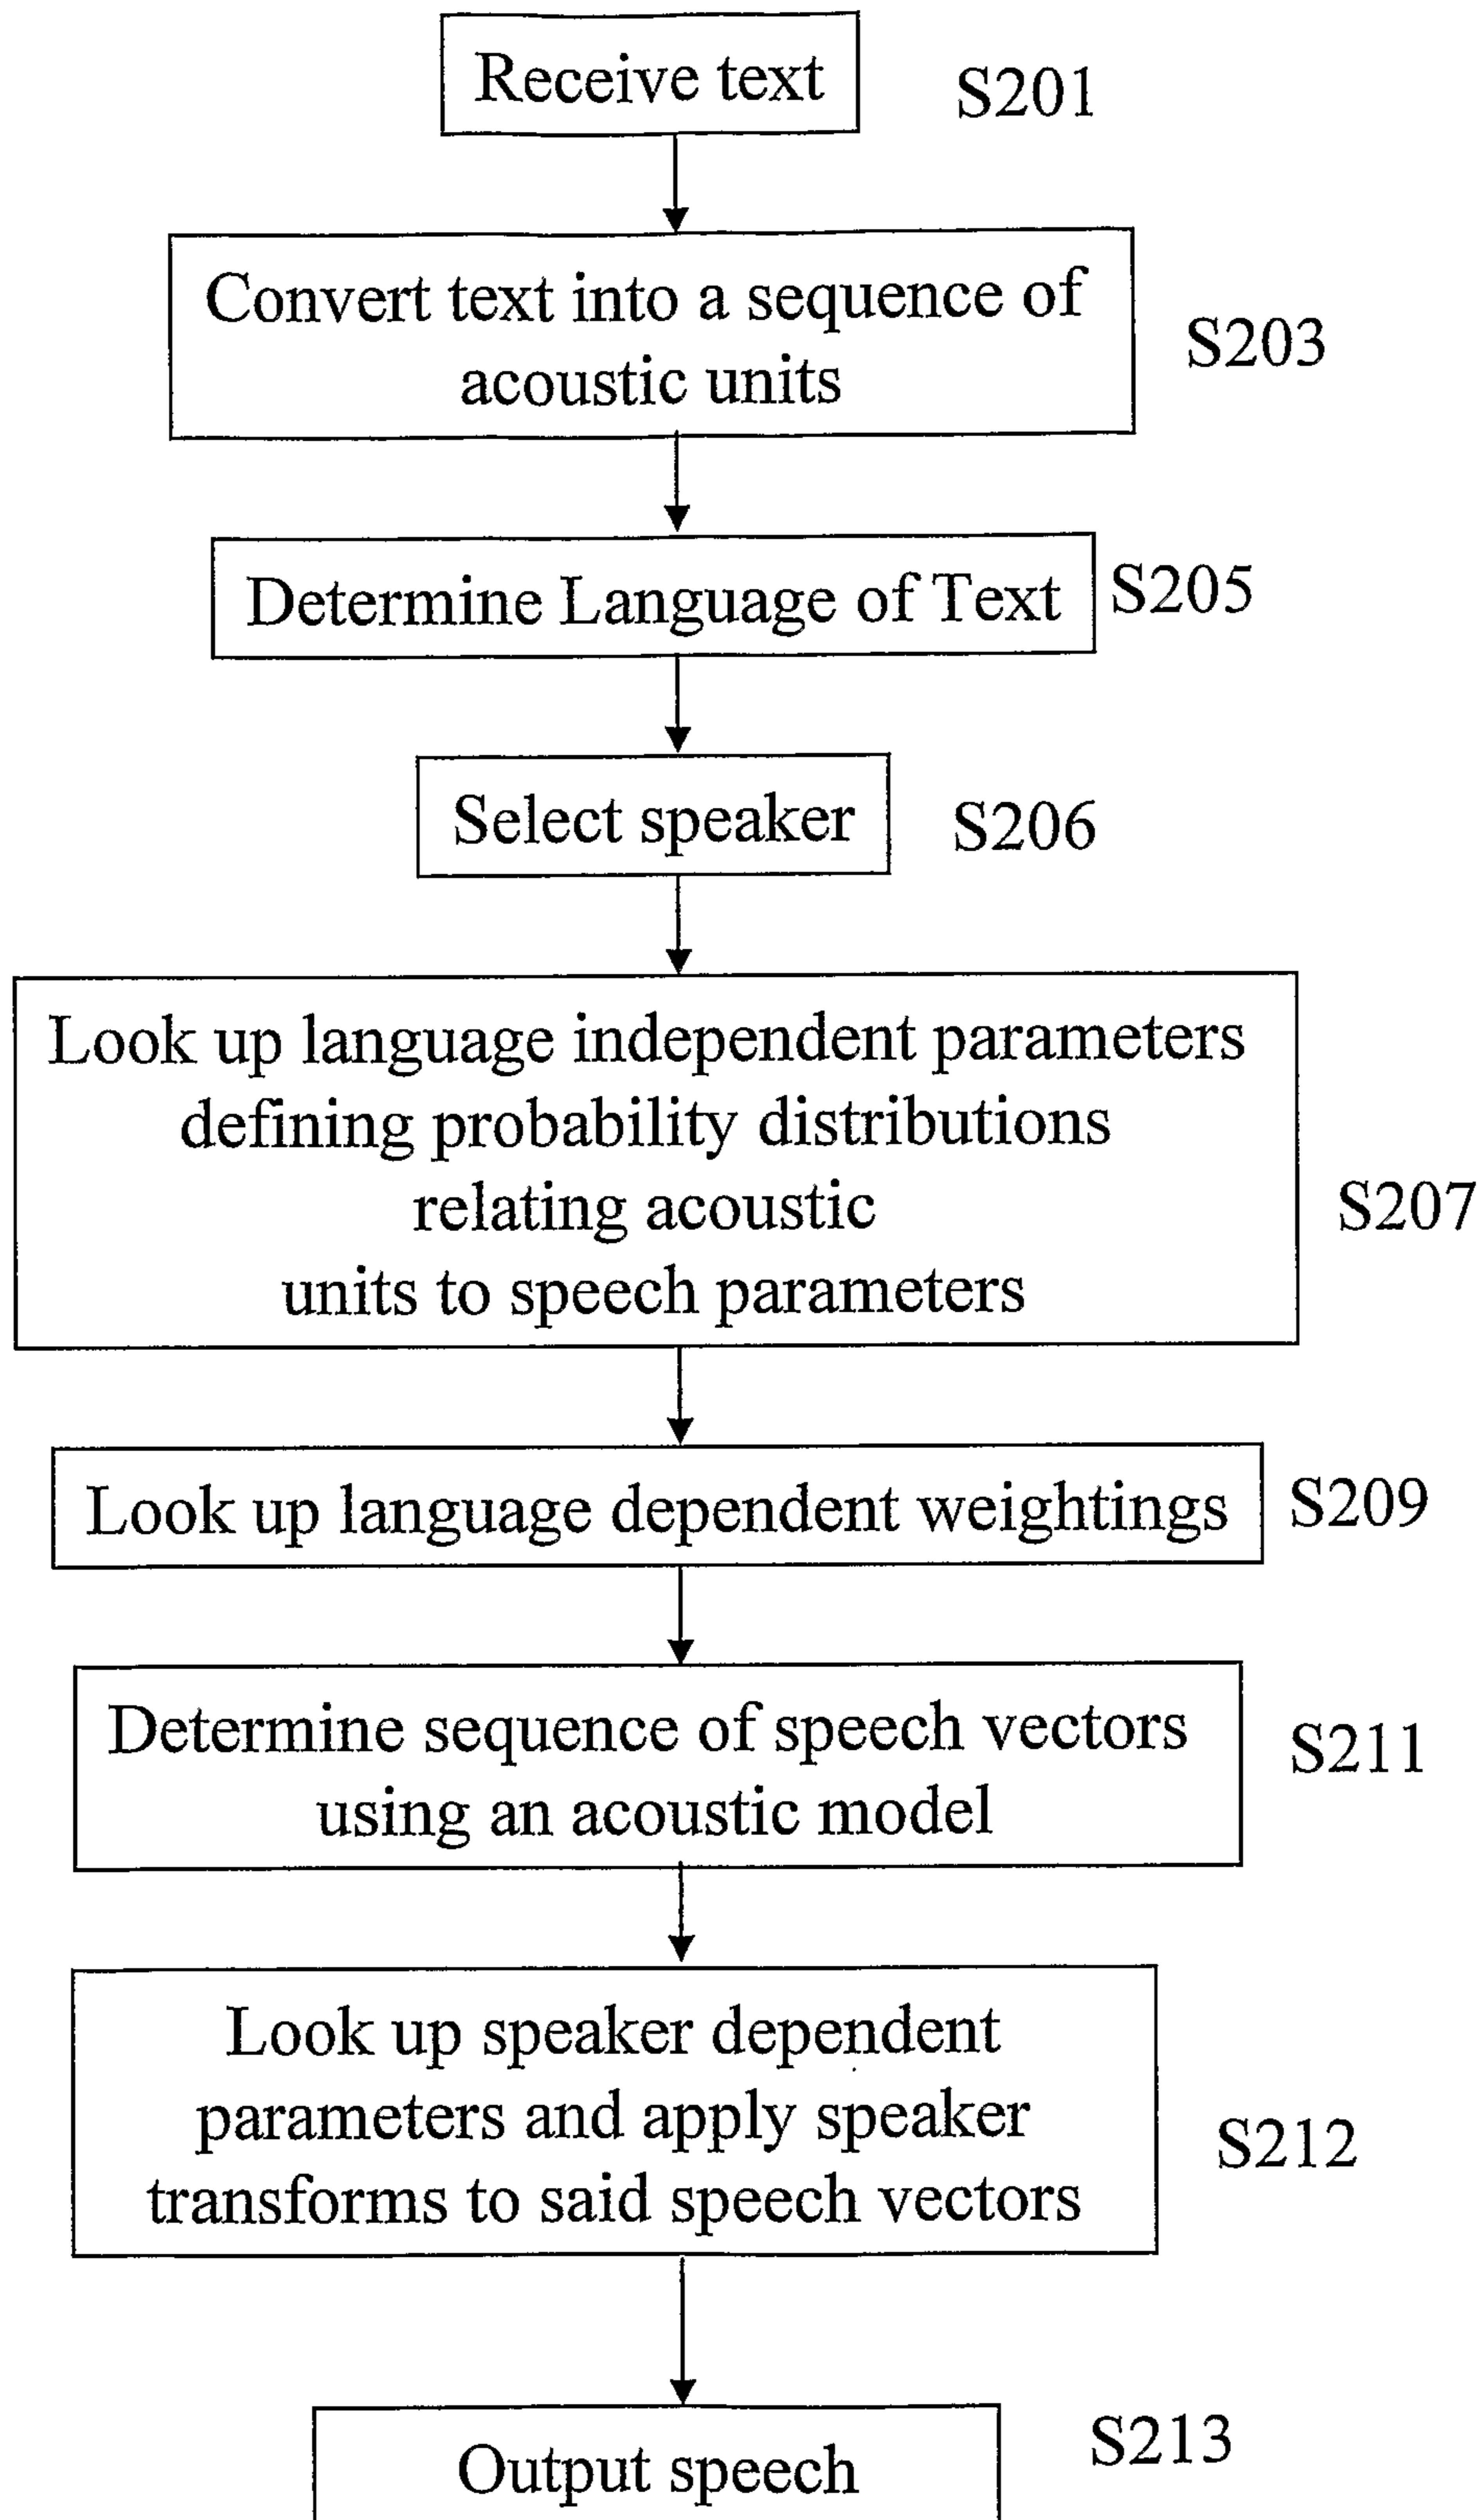 Receive text
S201
Convert text into a sequence of
acoustic units
S203
Determine Language of Text
S205
Select speaker
S206
Look up language independent parameters
defining probability distributions
relating acoustic
units to speech parameters
S207
Look up language dependent weightings
S209
Determine sequence of speech vectors
using an acoustic model
S211
Look up speaker dependent
parameters and apply speaker
transforms to said speech vectors
S212
Output speech
S213